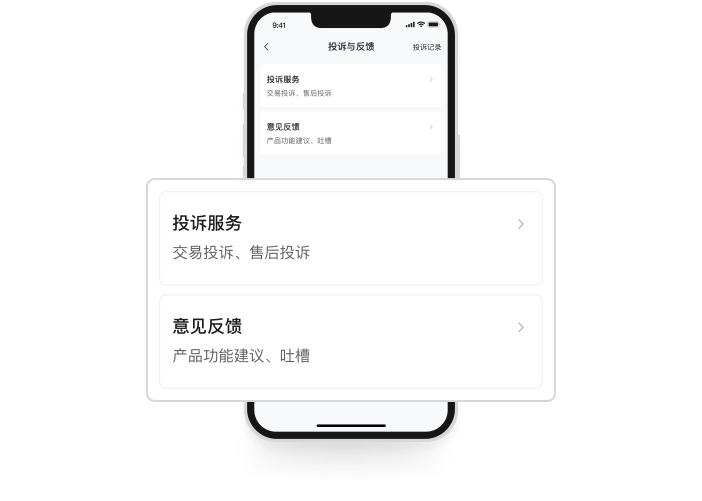 9:41
投诉与反馈 投诉记录
投诉服务
交易投诉、售后投诉
意见反馈
产品功能建议、吐槽
投诉服务
交易投诉、售后投诉
意见反馈
产品功能建议、吐槽